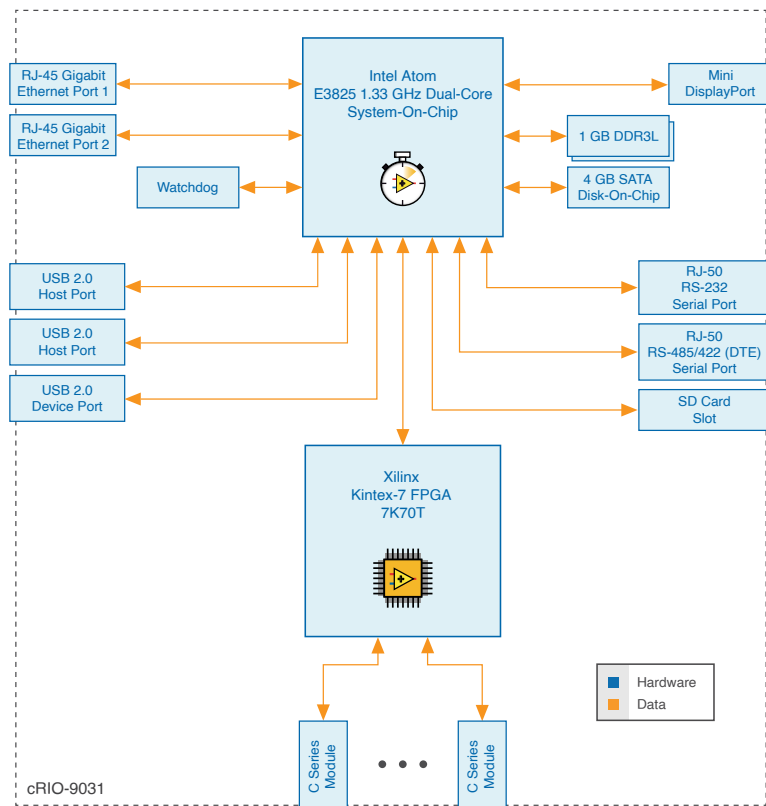 Intel Atom
E3825 1.33 GHz Dual-Core
System-On-Chip
RJ-45 Gigabit
Ethernet Port 1
RJ-45 Gigabit
Ethernet Port 2
Watchdog
Mini
DisplayPort
1 GB DDR3L
4 GB SATA
Disk-On-Chip
USB 2.0
Host Port
USB 2.0
Host Port
USB 2.0
Device Port
RJ-50
RS-232
Serial Port
RJ-50
RS-485/422 (DTE)
Serial Port
SD Card
Slot
Xilinx
Kintex-7 FPGA
7K70T
Hardware
Data
C Series
Module
C Series
Module
cRIO-9031